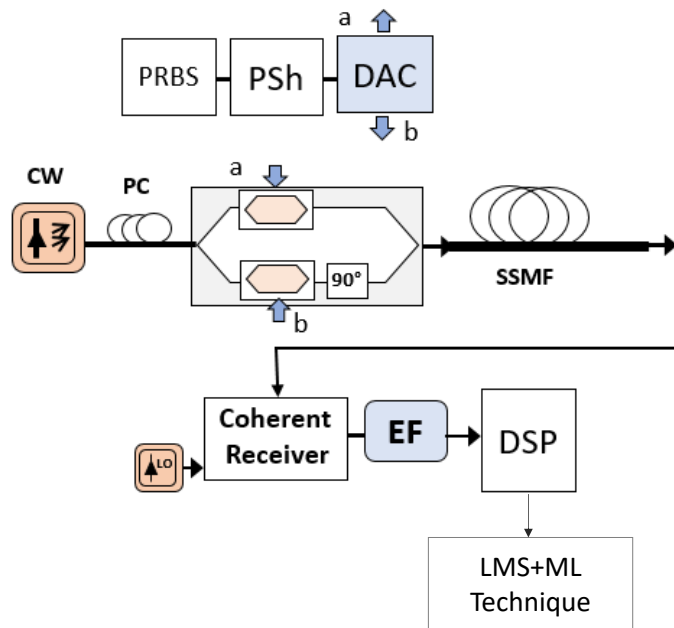 a
PRBS
PSh
DAC
b
CW
PC
a
90°
b
SSMF
Coherent
Receiver
EF
DSP
LO
LMS+ML
Technique